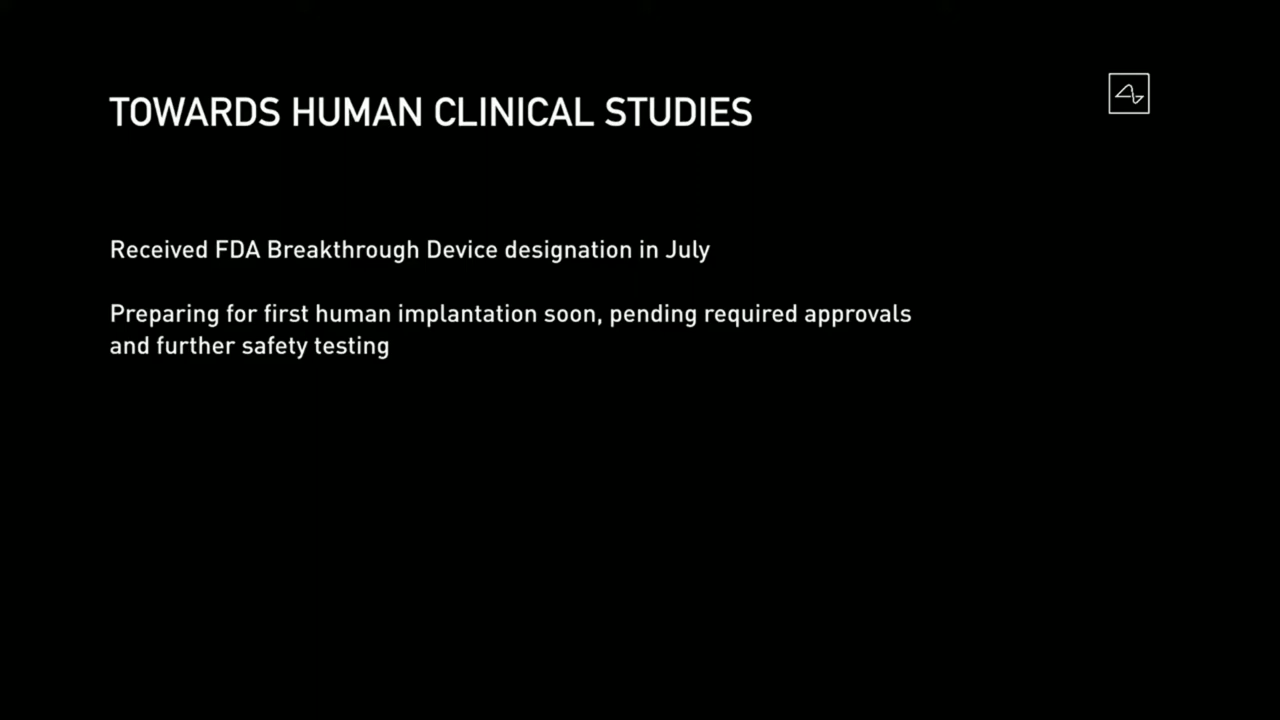 TOWARDS HUMAN CLINICAL STUDIES
Received FDA Breakthrough Device designation in July
Preparing for first human implantation soon, pending required approvals
and further safety testing